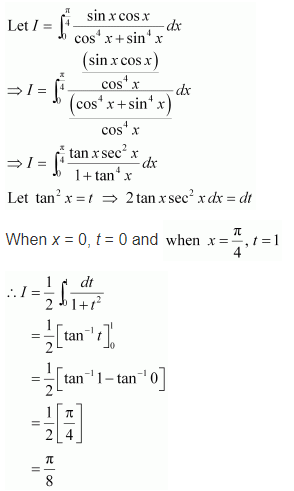 Let I = ∫₀^(π/4) (sin x cos x)/(cos⁴ x + sin⁴ x) dx
⇒ I = ∫₀^(π/4) ((sin x cos x)/cos⁴ x)/((cos⁴ x + sin⁴ x)/cos⁴ x) dx
⇒ I = ∫₀^(π/4) (tan x sec² x)/(1 + tan⁴ x) dx
Let tan² x = t ⇒ 2 tan x sec² x dx = dt
When x = 0, t = 0 and when x = π/4, t = 1
∴ I = 1/2 ∫₀¹ dt/(1 + t²)
= 1/2 [tan⁻¹ t]₀¹
= 1/2 [tan⁻¹ 1 − tan⁻¹ 0]
= 1/2 [π/4]
= π/8